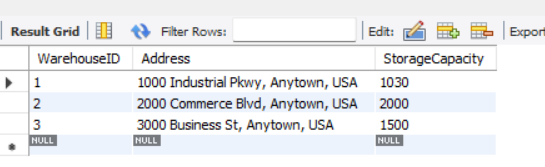 Result Grid Filter Rows: Edit: Export
WarehouseID Address StorageCapacity
1 1000 Industrial Pkwy, Anytown, USA 1030
2 2000 Commerce Blvd, Anytown, USA 2000
3 3000 Business St, Anytown, USA 1500
NULL NULL NULL